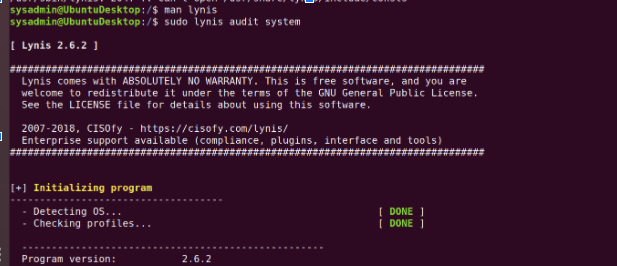 sysadmin@UbuntuDesktop:/$ man lynis
sysadmin@UbuntuDesktop:/$ sudo lynis audit system
[ Lynis 2.6.2 ]
################################################################################
Lynis comes with ABSOLUTELY NO WARRANTY. This is free software, and you are
welcome to redistribute it under the terms of the GNU General Public License.
See the LICENSE file for details about using this software.
2007-2018, CISOfy - https://cisofy.com/lynis/
Enterprise support available (compliance, plugins, interface and tools)
################################################################################
[+] Initializing program
------------------------------------
- Detecting OS... [ DONE ]
- Checking profiles... [ DONE ]
---------------------------------------------------
Program version: 2.6.2